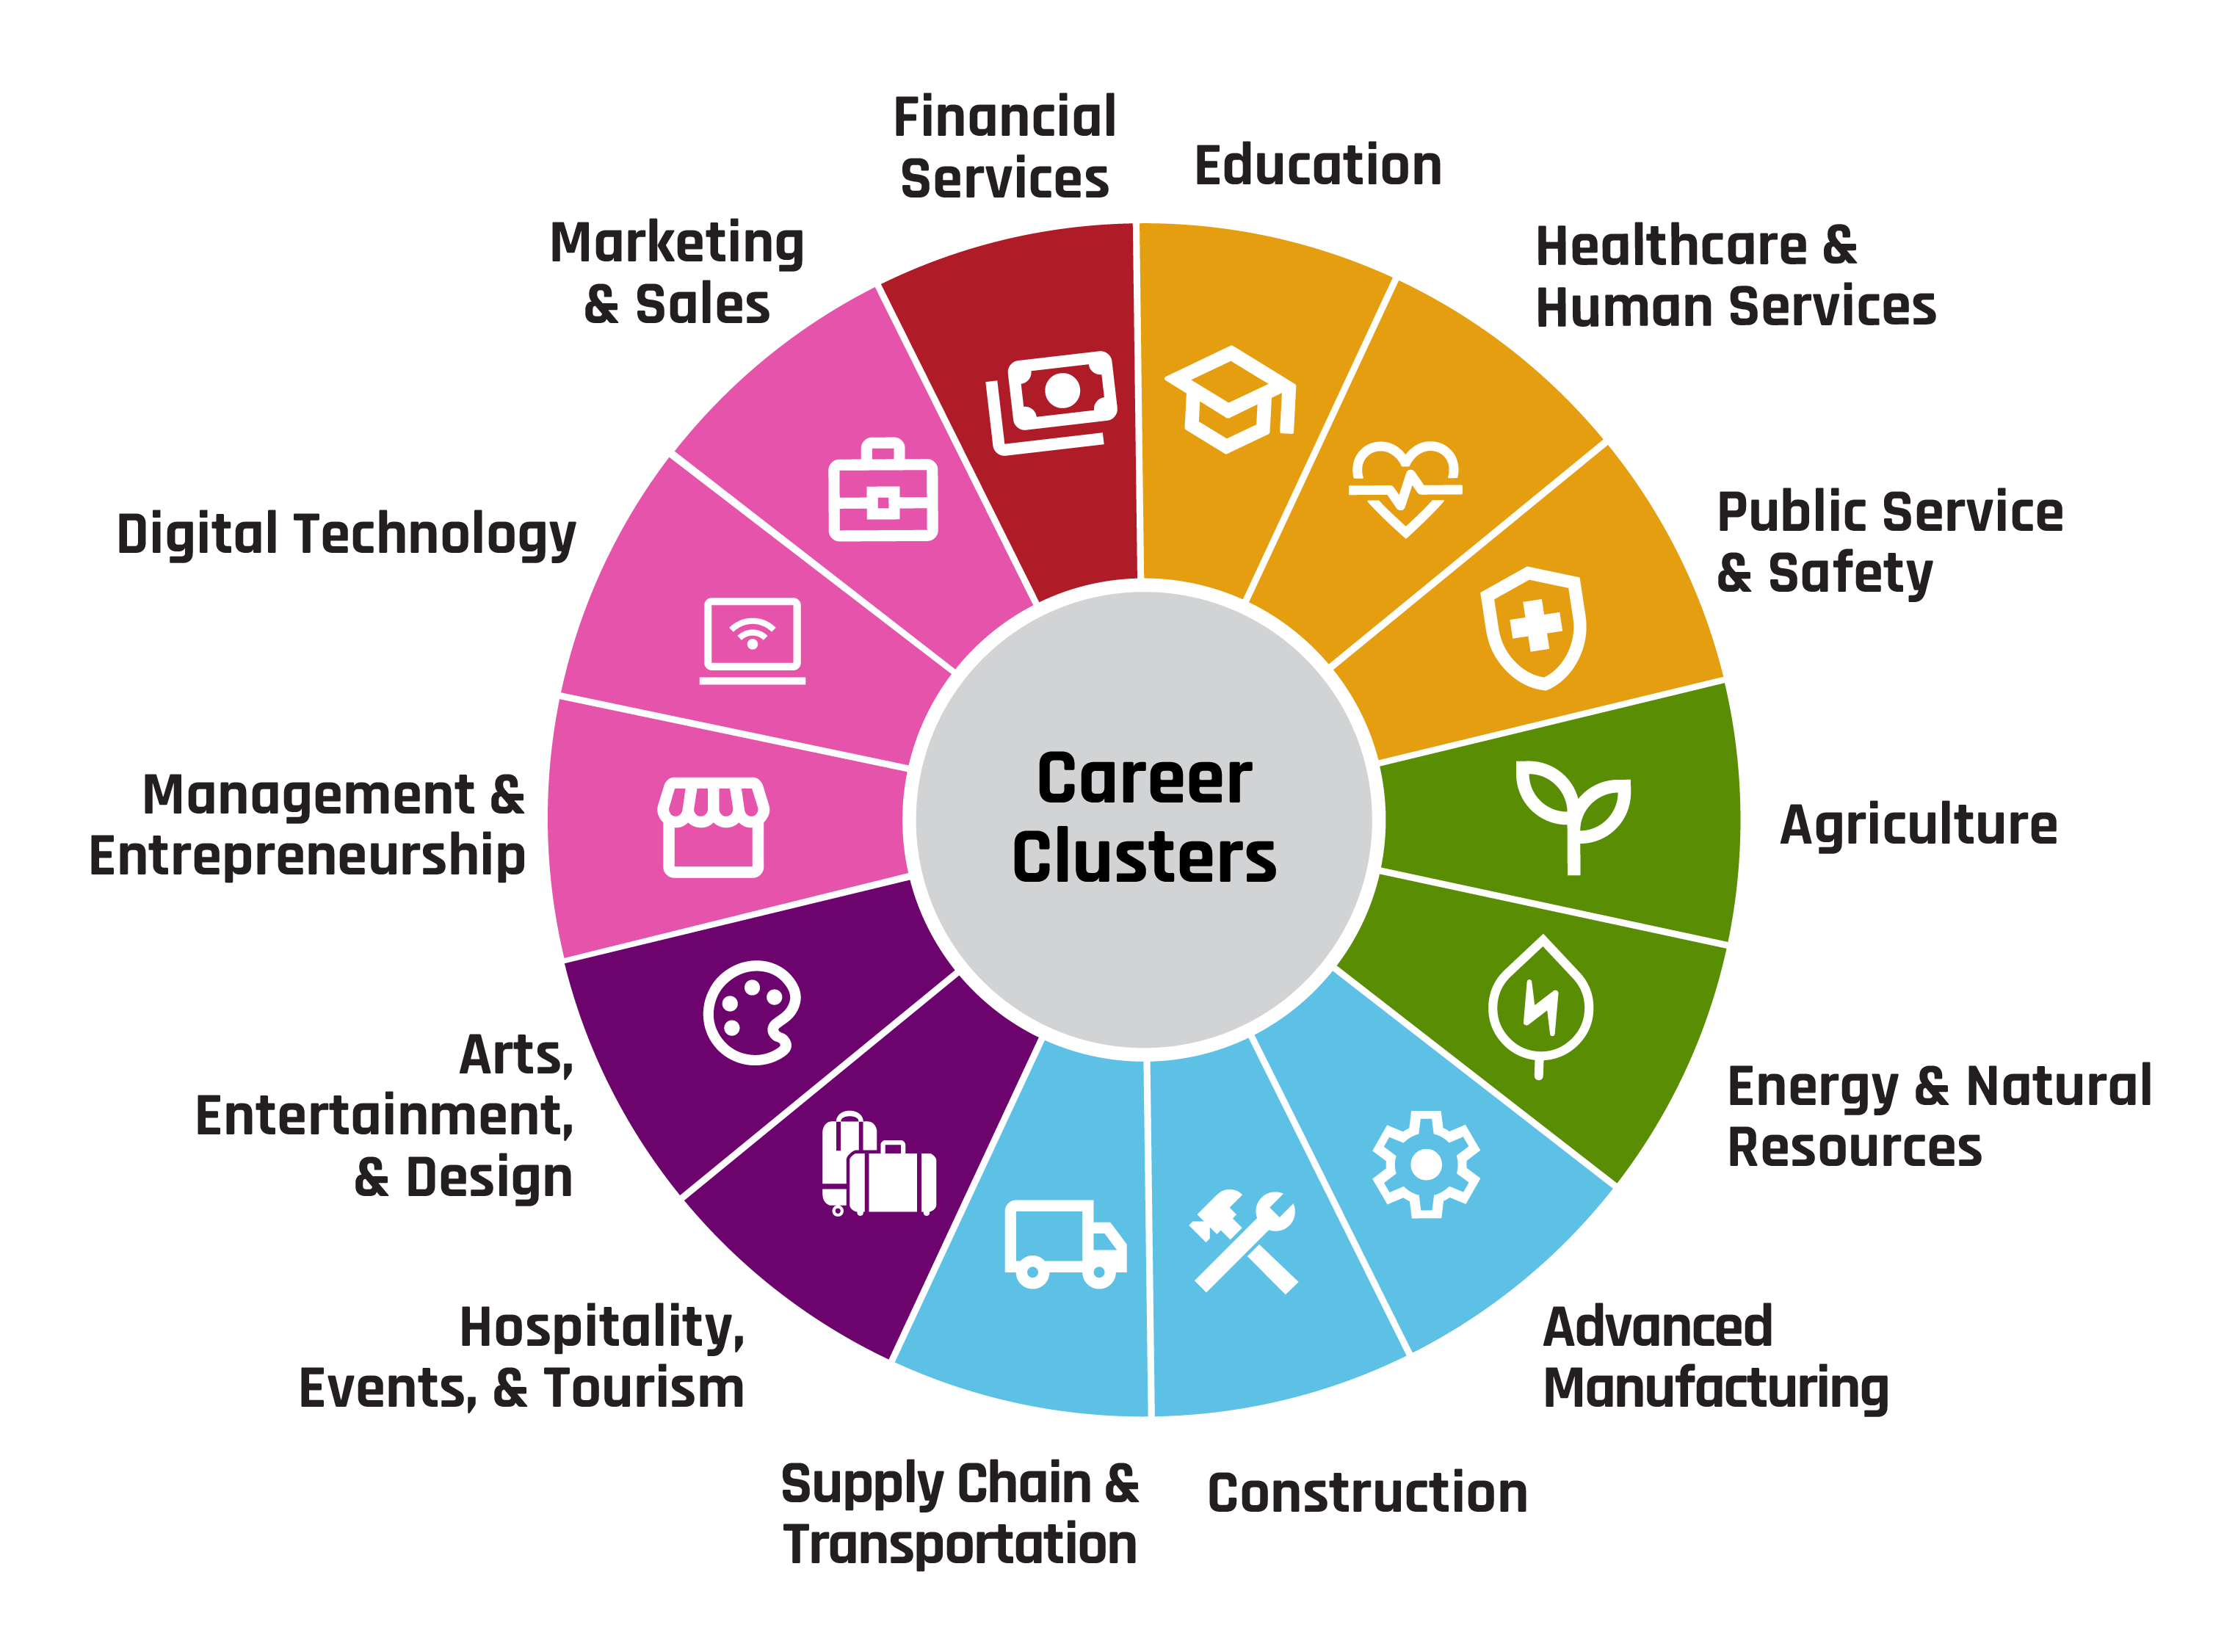 Financial
Services
Education
Healthcare &
Human Services
Public Service
& Safety
Agriculture
Energy & Natural
Resources
Advanced
Manufacturing
Construction
Supply Chain &
Transportation
Hospitality,
Events, & Tourism
Arts,
Entertainment,
& Design
Management &
Entrepreneurship
Digital Technology
Marketing
& Sales
Career
Clusters